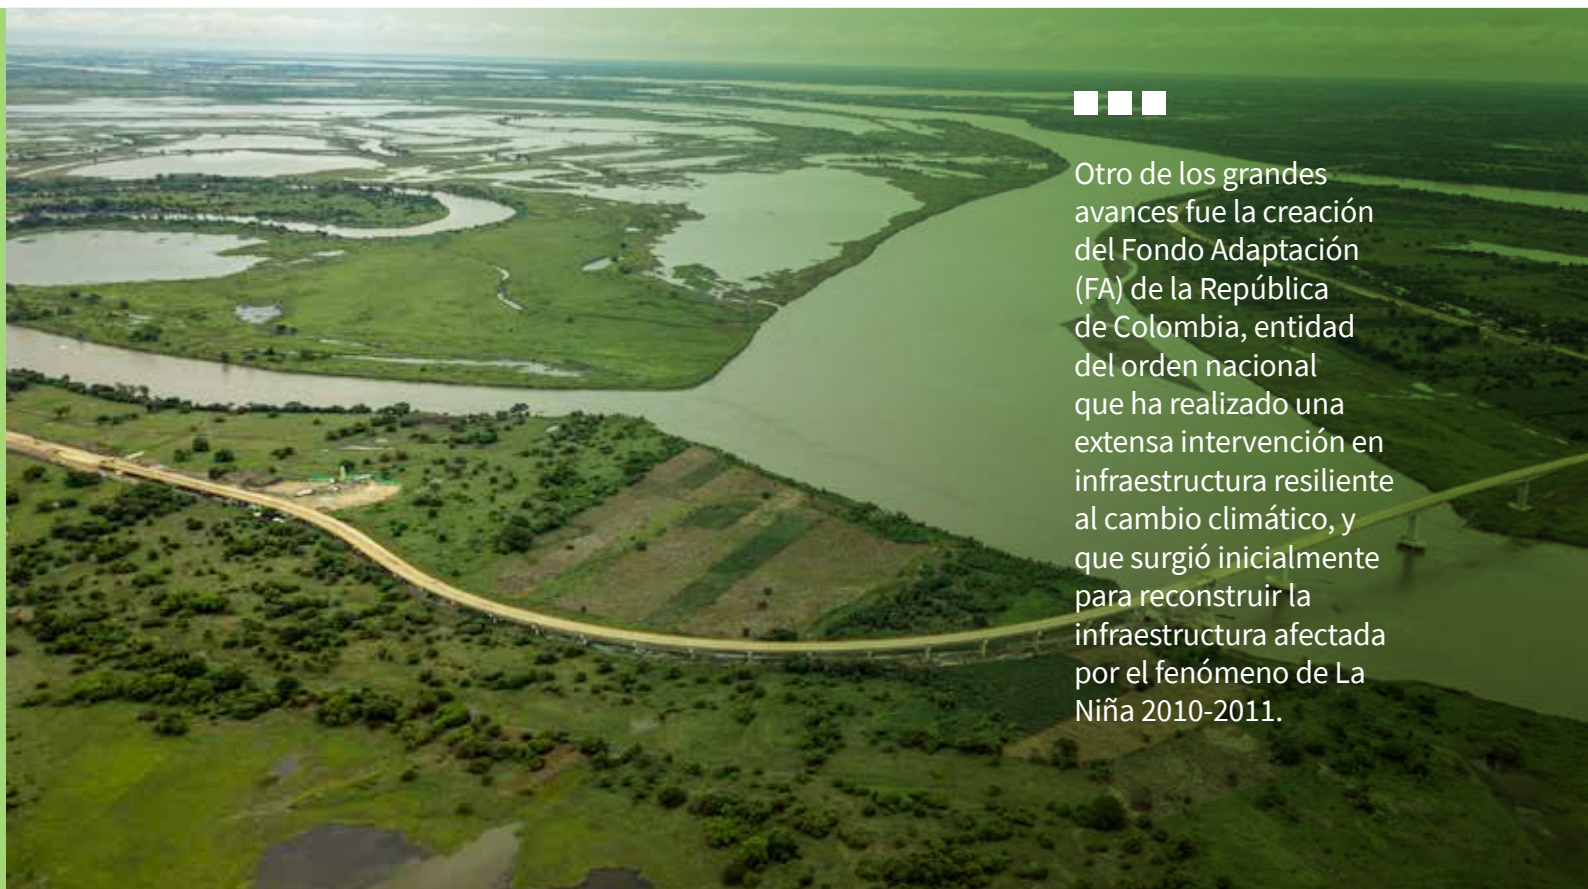 Otro de los grandes
avances fue la creación
del Fondo Adaptación
(FA) de la República
de Colombia, entidad
del orden nacional
que ha realizado una
extensa intervención en
infraestructura resiliente
al cambio climático, y
que surgió inicialmente
para reconstruir la
infraestructura afectada
por el fenómeno de La
Niña 2010-2011.